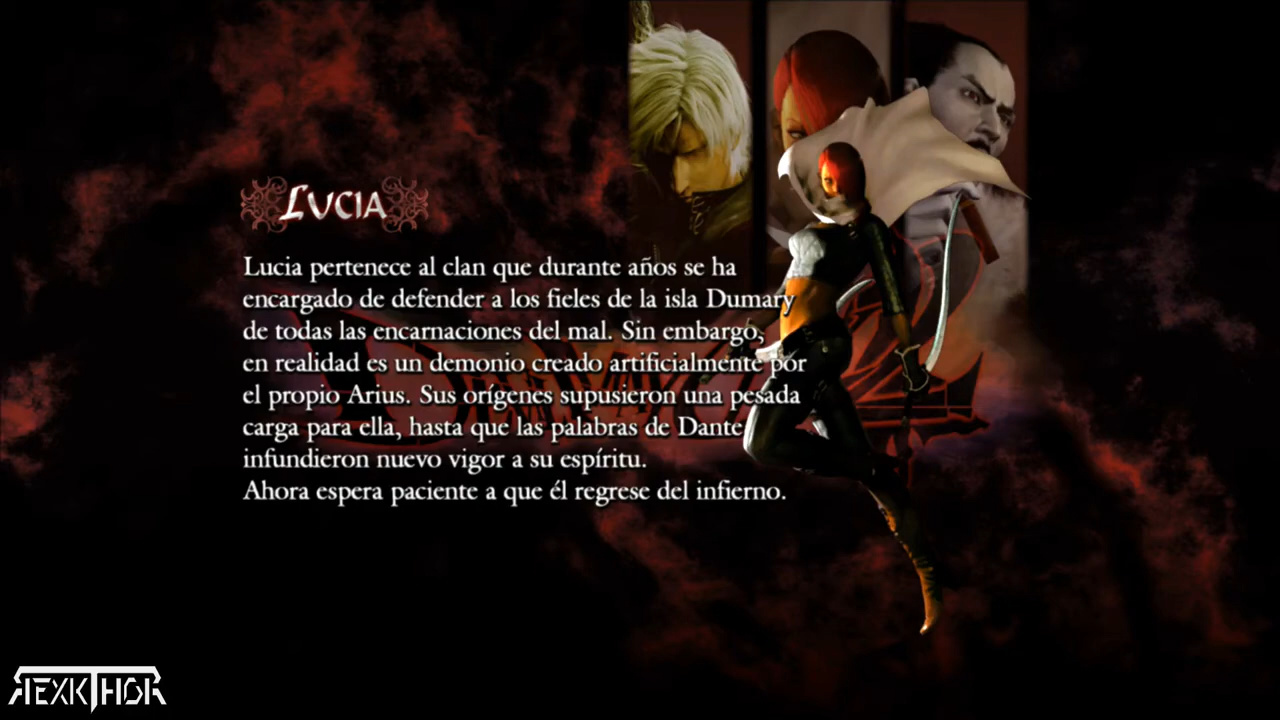 LUCIA
Lucia pertenece al clan que durante años se ha
encargado de defender a los fieles de la isla Dumary
de todas las encarnaciones del mal. Sin embargo,
en realidad es un demonio creado artificialmente por
el propio Arius. Sus orígenes supusieron una pesada
carga para ella, hasta que las palabras de Dante
infundieron nuevo vigor a su espíritu.
Ahora espera paciente a que él regrese del infierno.
REXKTHOR